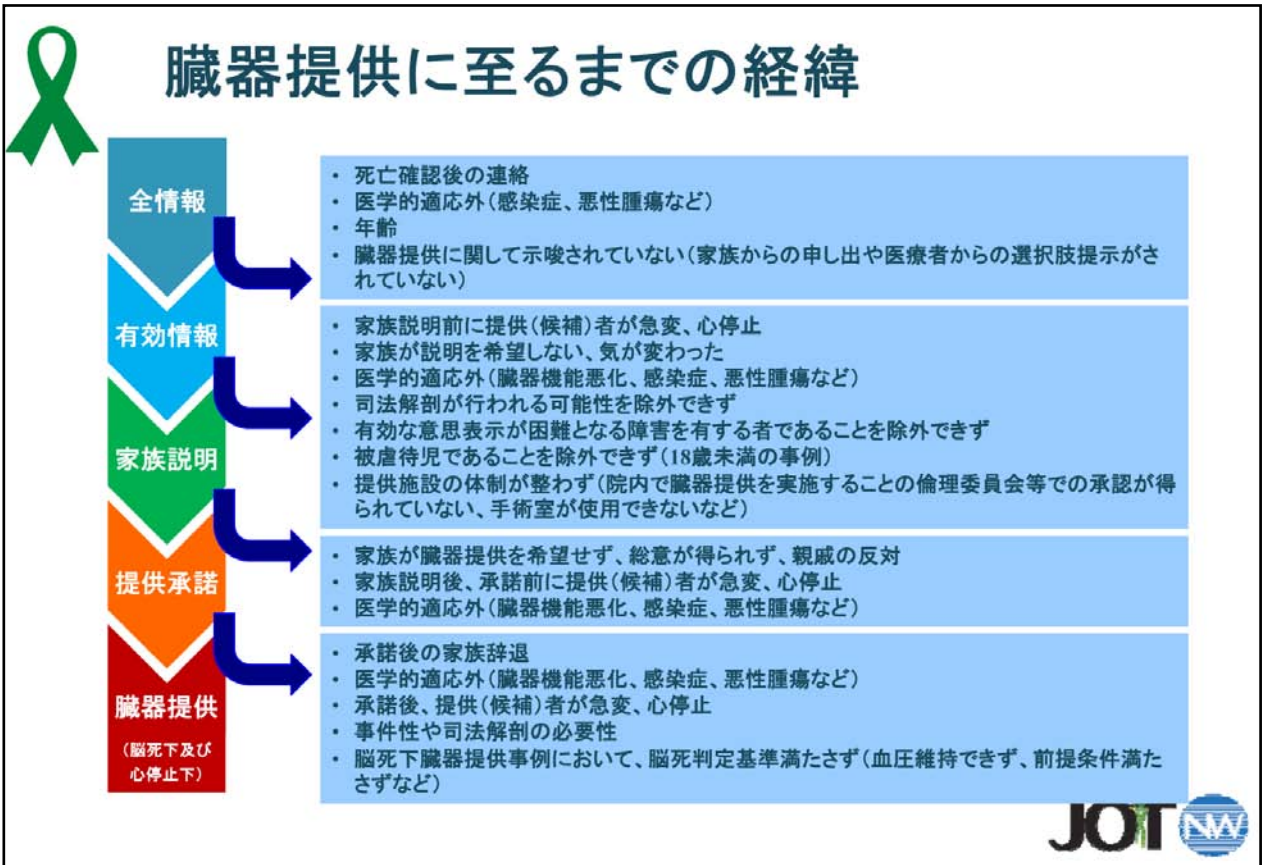 臓器提供に至るまでの経緯
全情報
・ 死亡確認後の連絡
・ 医学的適応外(感染症、悪性腫瘍など)
・ 年齢
・ 臓器提供に関して示唆されていない(家族からの申し出や医療者からの選択肢提示がさ
れていない)
有効情報
・ 家族説明前に提供(候補)者が急変、心停止
・ 家族が説明を希望しない、気が変わった
・ 医学的適応外(臓器機能悪化、感染症、悪性腫瘍など)
・ 司法解剖が行われる可能性を除外できず
・ 有効な意思表示が困難となる障害を有する者であることを除外できず
・ 被虐待児であることを除外できず(18歳未満の事例)
・ 提供施設の体制が整わず(院内で臓器提供を実施することの倫理委員会等での承認が得
られていない、手術室が使用できないなど)
家族説明
・ 家族が臓器提供を希望せず、総意が得られず、親戚の反対
・ 家族説明後、承諾前に提供(候補)者が急変、心停止
・ 医学的適応外(臓器機能悪化、感染症、悪性腫瘍など)
提供承諾
・ 承諾後の家族辞退
・ 医学的適応外(臓器機能悪化、感染症、悪性腫瘍など)
・ 承諾後、提供(候補)者が急変、心停止
・ 事件性や司法解剖の必要性
・ 脳死下臓器提供事例において、脳死判定基準満たさず(血圧維持できず、前提条件満た
さずなど)
臓器提供
(脳死下及び
心停止下)
JOT NW